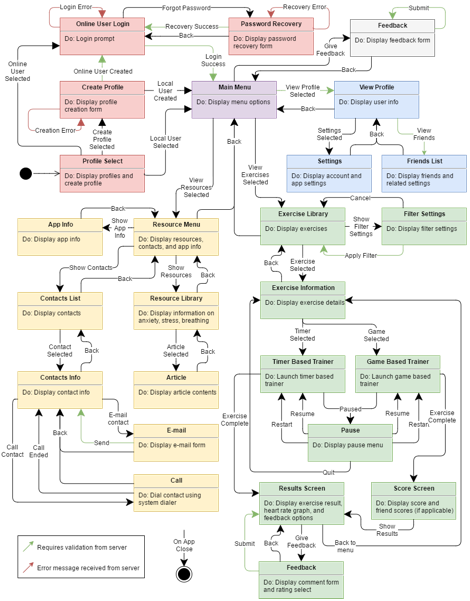 Login Error
Online User Login
Do: Login prompt
Forgot Password
Recovery Success
Back
Password Recovery
Do: Display password
recovery form
Recovery Error
Submit
Feedback
Do: Display feedback form
Give
Feedback
Back
Online
User
Selected
Online User Created
Login
Success
Create Profile
Do: Display profile
creation form
Local
User
Created
Main Menu
Do: Display menu options
View Profile
Selected
Back
View Profile
Do: Display user info
Creation Error
Create
Profile
Selected
Local User
Selected
Settings
Selected
Back
View
Friends
Profile Select
Do: Display profiles and
create profile
Settings
Do: Display account and
app settings
Friends List
Do: Display friends and
related settings
View
Resources
Selected
Back
View
Exercises
Selected
Cancel
App Info
Do: Display app info
Back
Show
App Info
Resource Menu
Do: Display resources,
contacts, and app info
Exercise Library
Do: Display exercises
Show
Filter
Settings
Filter Settings
Do: Display filter settings
Apply Filter
Show Contacts
Back
Show
Resources
Back
Back
Exercise
Selected
Contacts List
Do: Display contacts
Resource Library
Do: Display information on
anxiety, stress, breathing
Exercise Information
Do: Display exercise details
Contact
Selected
Back
Article
Selected
Back
Timer
Selected
Game
Selected
Contacts Info
Do: Display contact info
Article
Do: Display article contents
Timer Based Trainer
Do: Launch timer based
trainer
Game Based Trainer
Do: Launch game based
trainer
E-mail
contact
Send
E-mail
Do: Display e-mail form
Exercise
Complete
Restart
Resume
Paused
Resume
Restart
Exercise
Complete
Pause
Do: Display pause menu
Call
Contact
Call
Ended
Back
Call
Do: Dial contact using
system dialer
Quit
Results Screen
Do: Display exercise result,
heart rate graph, and
feedback options
Score Screen
Do: Display score and
friend scores (if applicable)
Show
Results
Submit
Back
Give
Feedback
Back to
menu
Feedback
Do: Display comment form
and rating select
On App
Close
Requires validation from server
Error message received from server